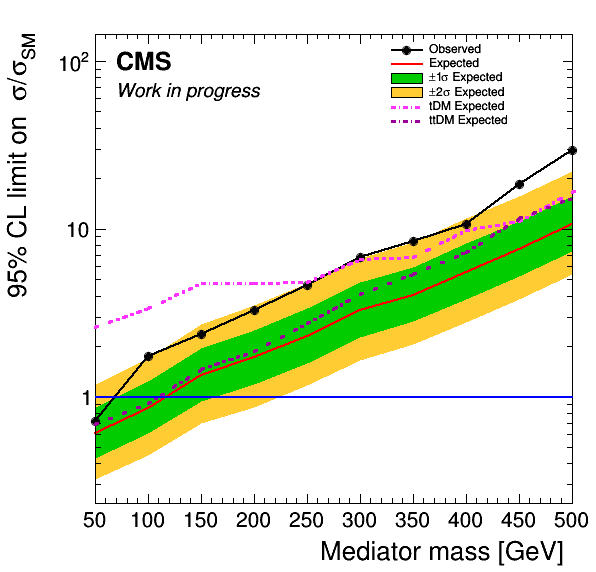 CMS
Work in progress
Observed
Expected
±1σ Expected
±2σ Expected
tDM Expected
ttDM Expected
95% CL limit on σ/σSM
10²
10
1
50 100 150 200 250 300 350 400 450 500
Mediator mass [GeV]